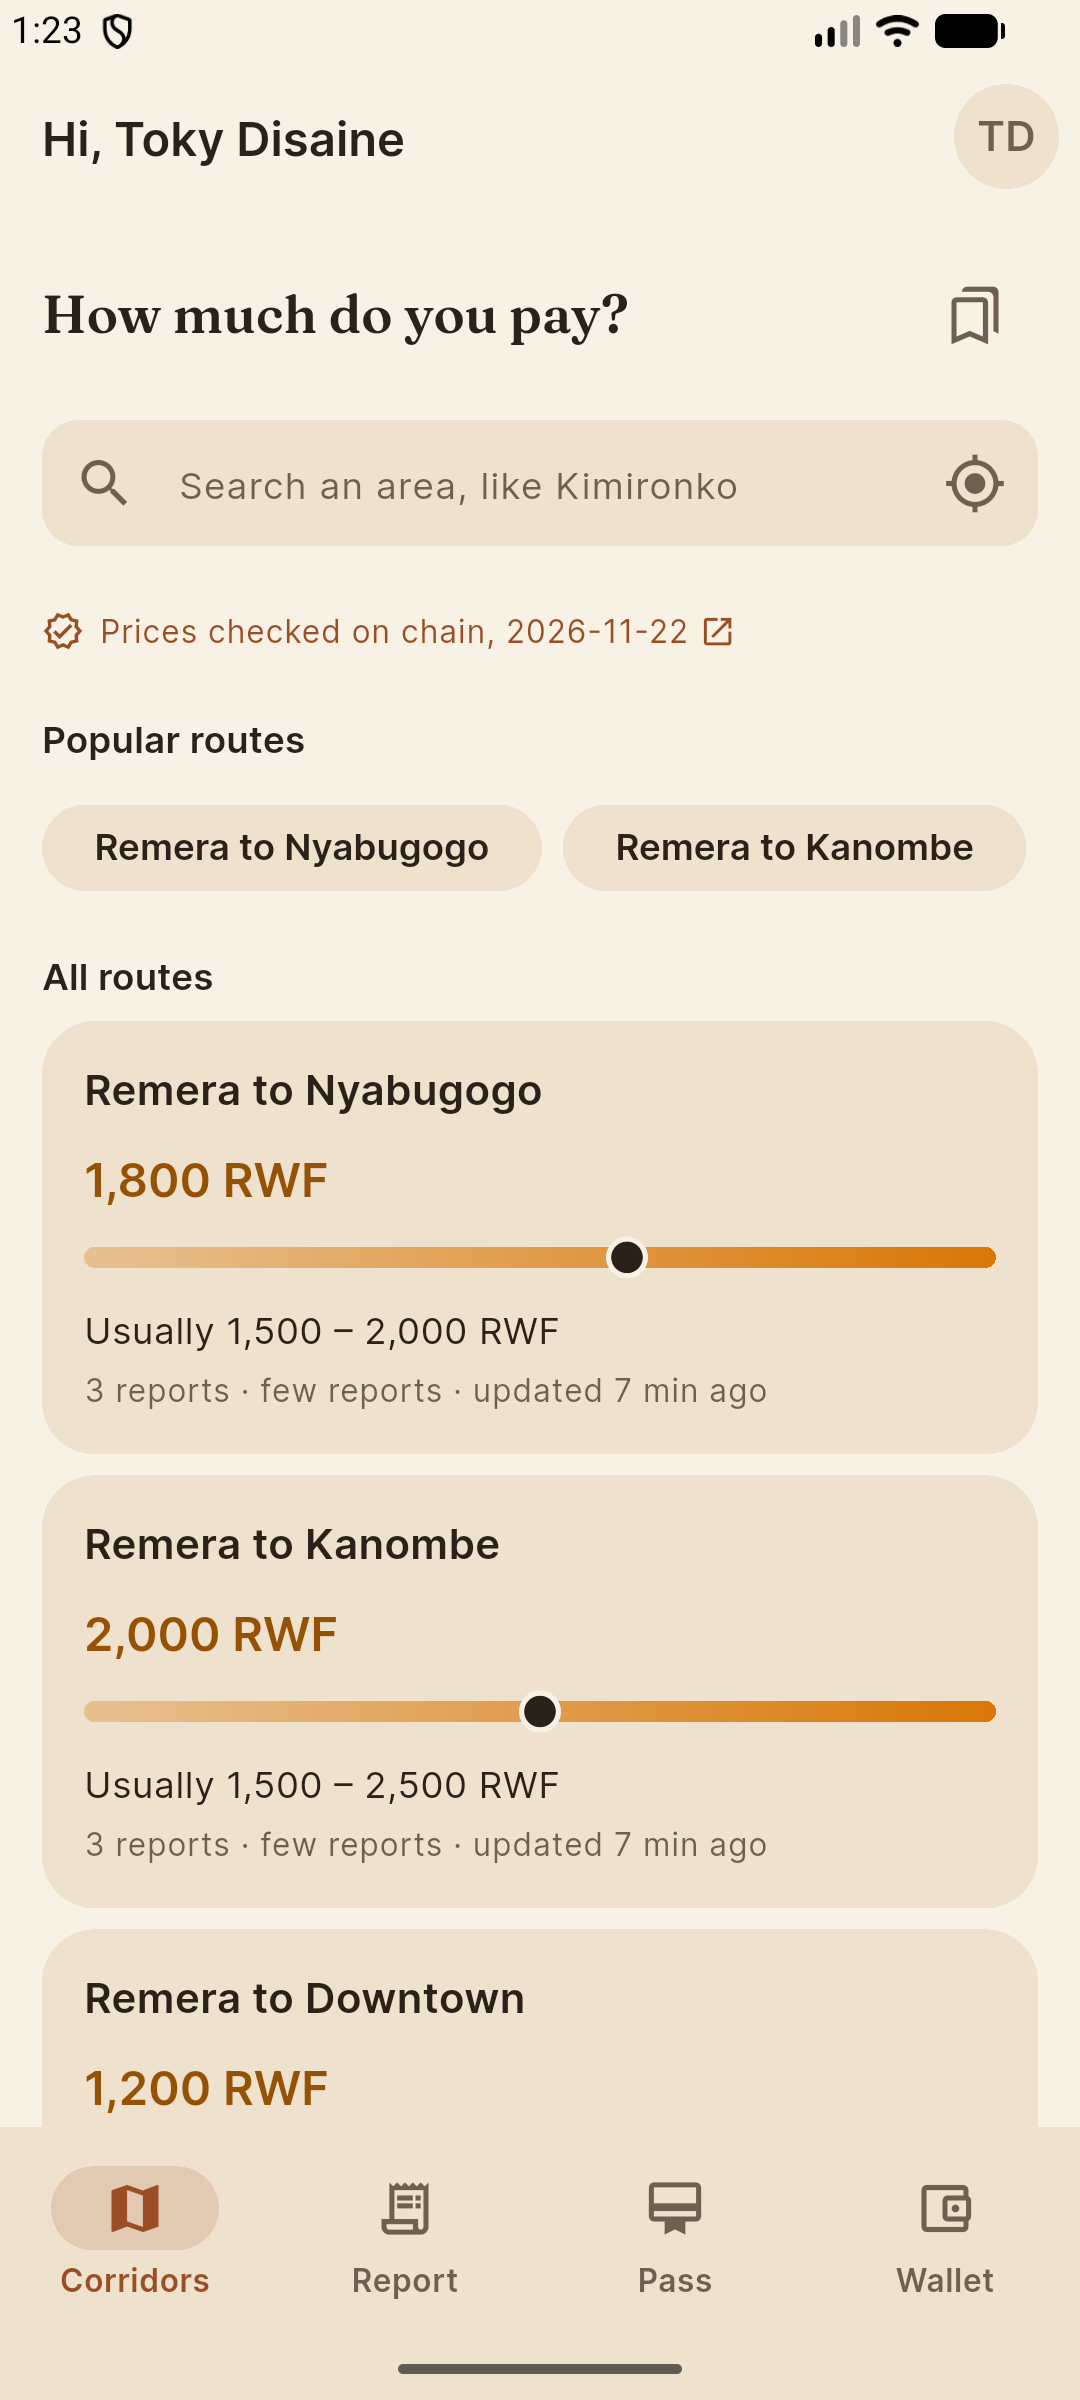 1:23
Hi, Toky Disaine
TD
How much do you pay?
Search an area, like Kimironko
Prices checked on chain, 2026-11-22
Popular routes
Remera to Nyabugogo
Remera to Kanombe
All routes
Remera to Nyabugogo
1,800 RWF
Usually 1,500 – 2,000 RWF
3 reports · few reports · updated 7 min ago
Remera to Kanombe
2,000 RWF
Usually 1,500 – 2,500 RWF
3 reports · few reports · updated 7 min ago
Remera to Downtown
1,200 RWF
Corridors
Report
Pass
Wallet